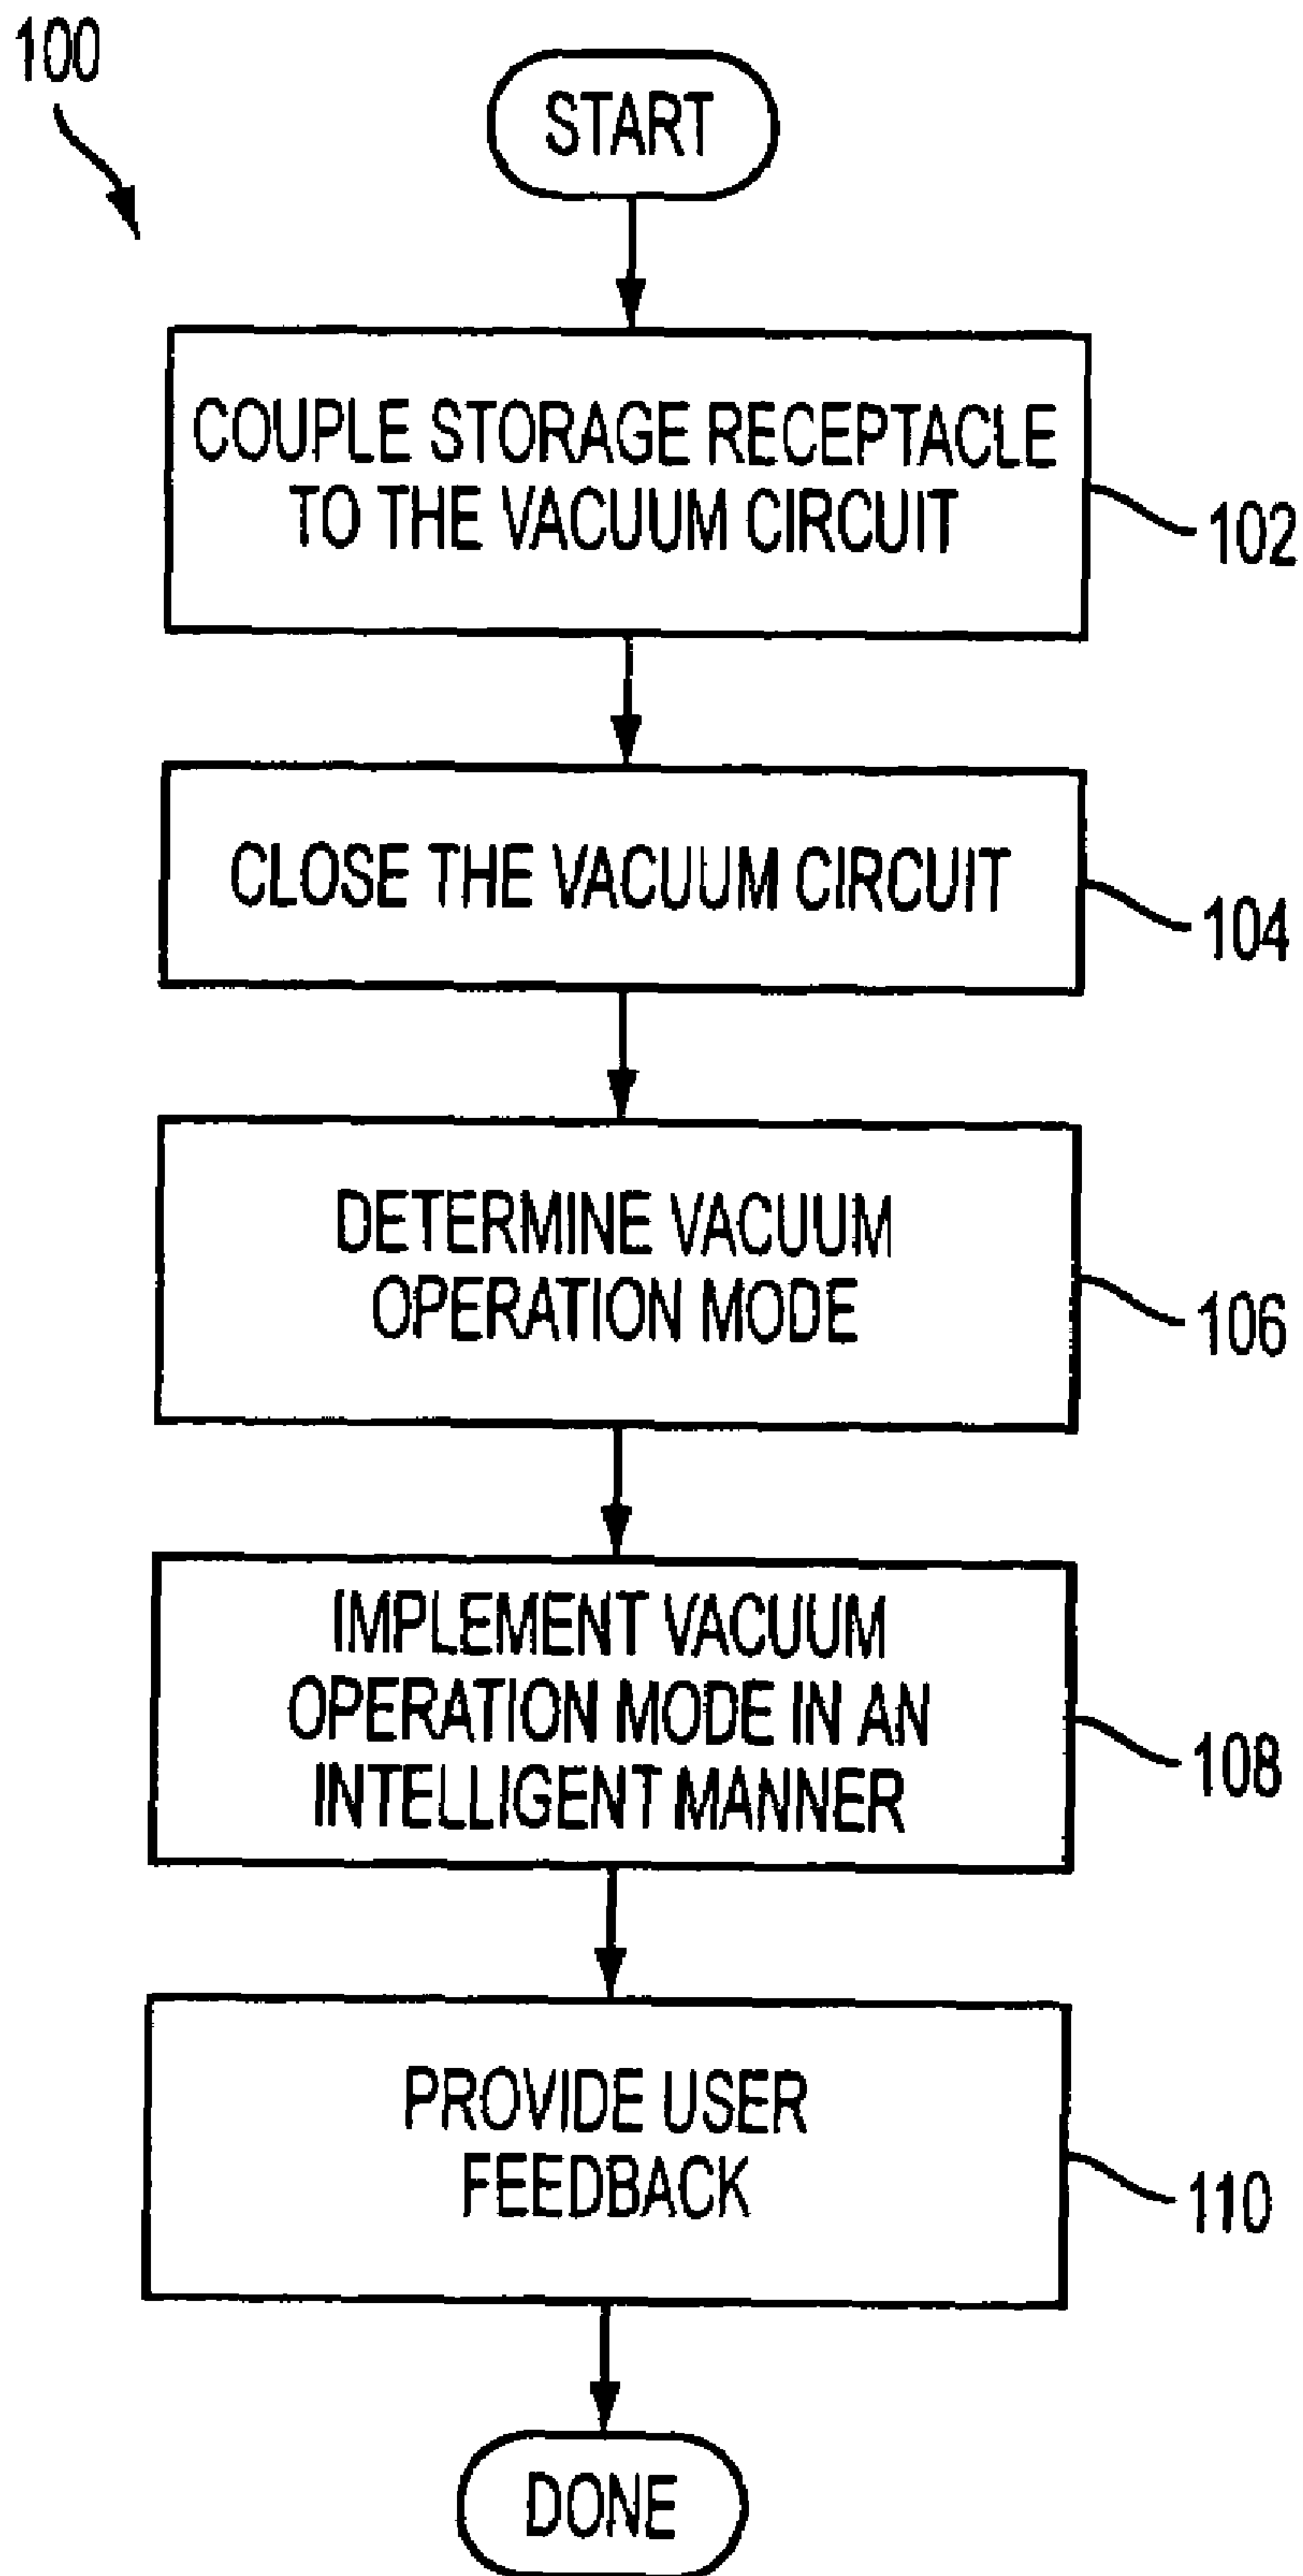 100
START
COUPLE STORAGE RECEPTACLE
TO THE VACUUM CIRCUIT
102
CLOSE THE VACUUM CIRCUIT
104
DETERMINE VACUUM
OPERATION MODE
106
IMPLEMENT VACUUM
OPERATION MODE IN AN
INTELLIGENT MANNER
108
PROVIDE USER
FEEDBACK
110
DONE